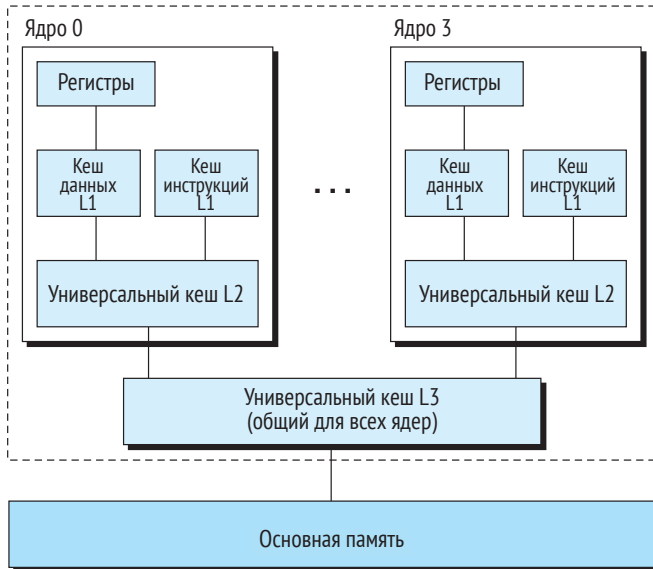 Ядро 0
Ядро 3
Регистры
Регистры
Кеш
данных
L1
Кеш
инструкций
L1
. . .
Кеш
данных
L1
Кеш
инструкций
L1
Универсальный кеш L2
Универсальный кеш L2
Универсальный кеш L3
(общий для всех ядер)
Основная память